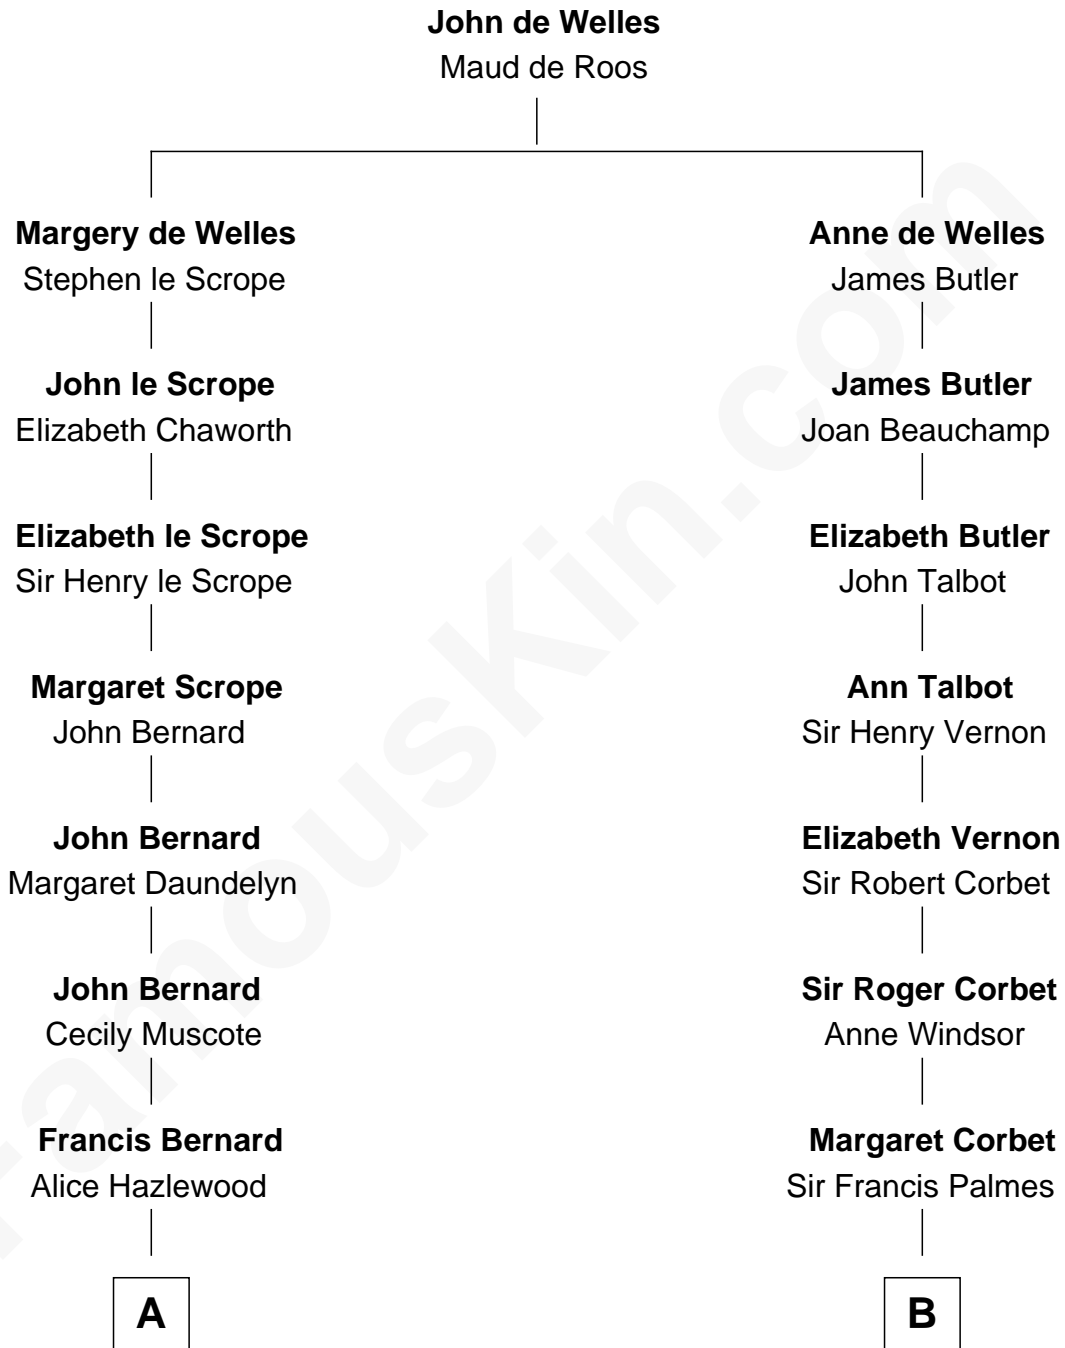 John de Welles
Maud de Roos
Margery de Welles
Stephen le Scrope
John le Scrope
Elizabeth Chaworth
Elizabeth le Scrope
Sir Henry le Scrope
Margaret Scrope
John Bernard
John Bernard
Margaret Daundelyn
John Bernard
Cecily Muscote
Francis Bernard
Alice Hazlewood
A
Anne de Welles
James Butler
James Butler
Joan Beauchamp
Elizabeth Butler
John Talbot
Ann Talbot
Sir Henry Vernon
Elizabeth Vernon
Sir Robert Corbet
Sir Roger Corbet
Anne Windsor
Margaret Corbet
Sir Francis Palmes
B
FamousKin.com